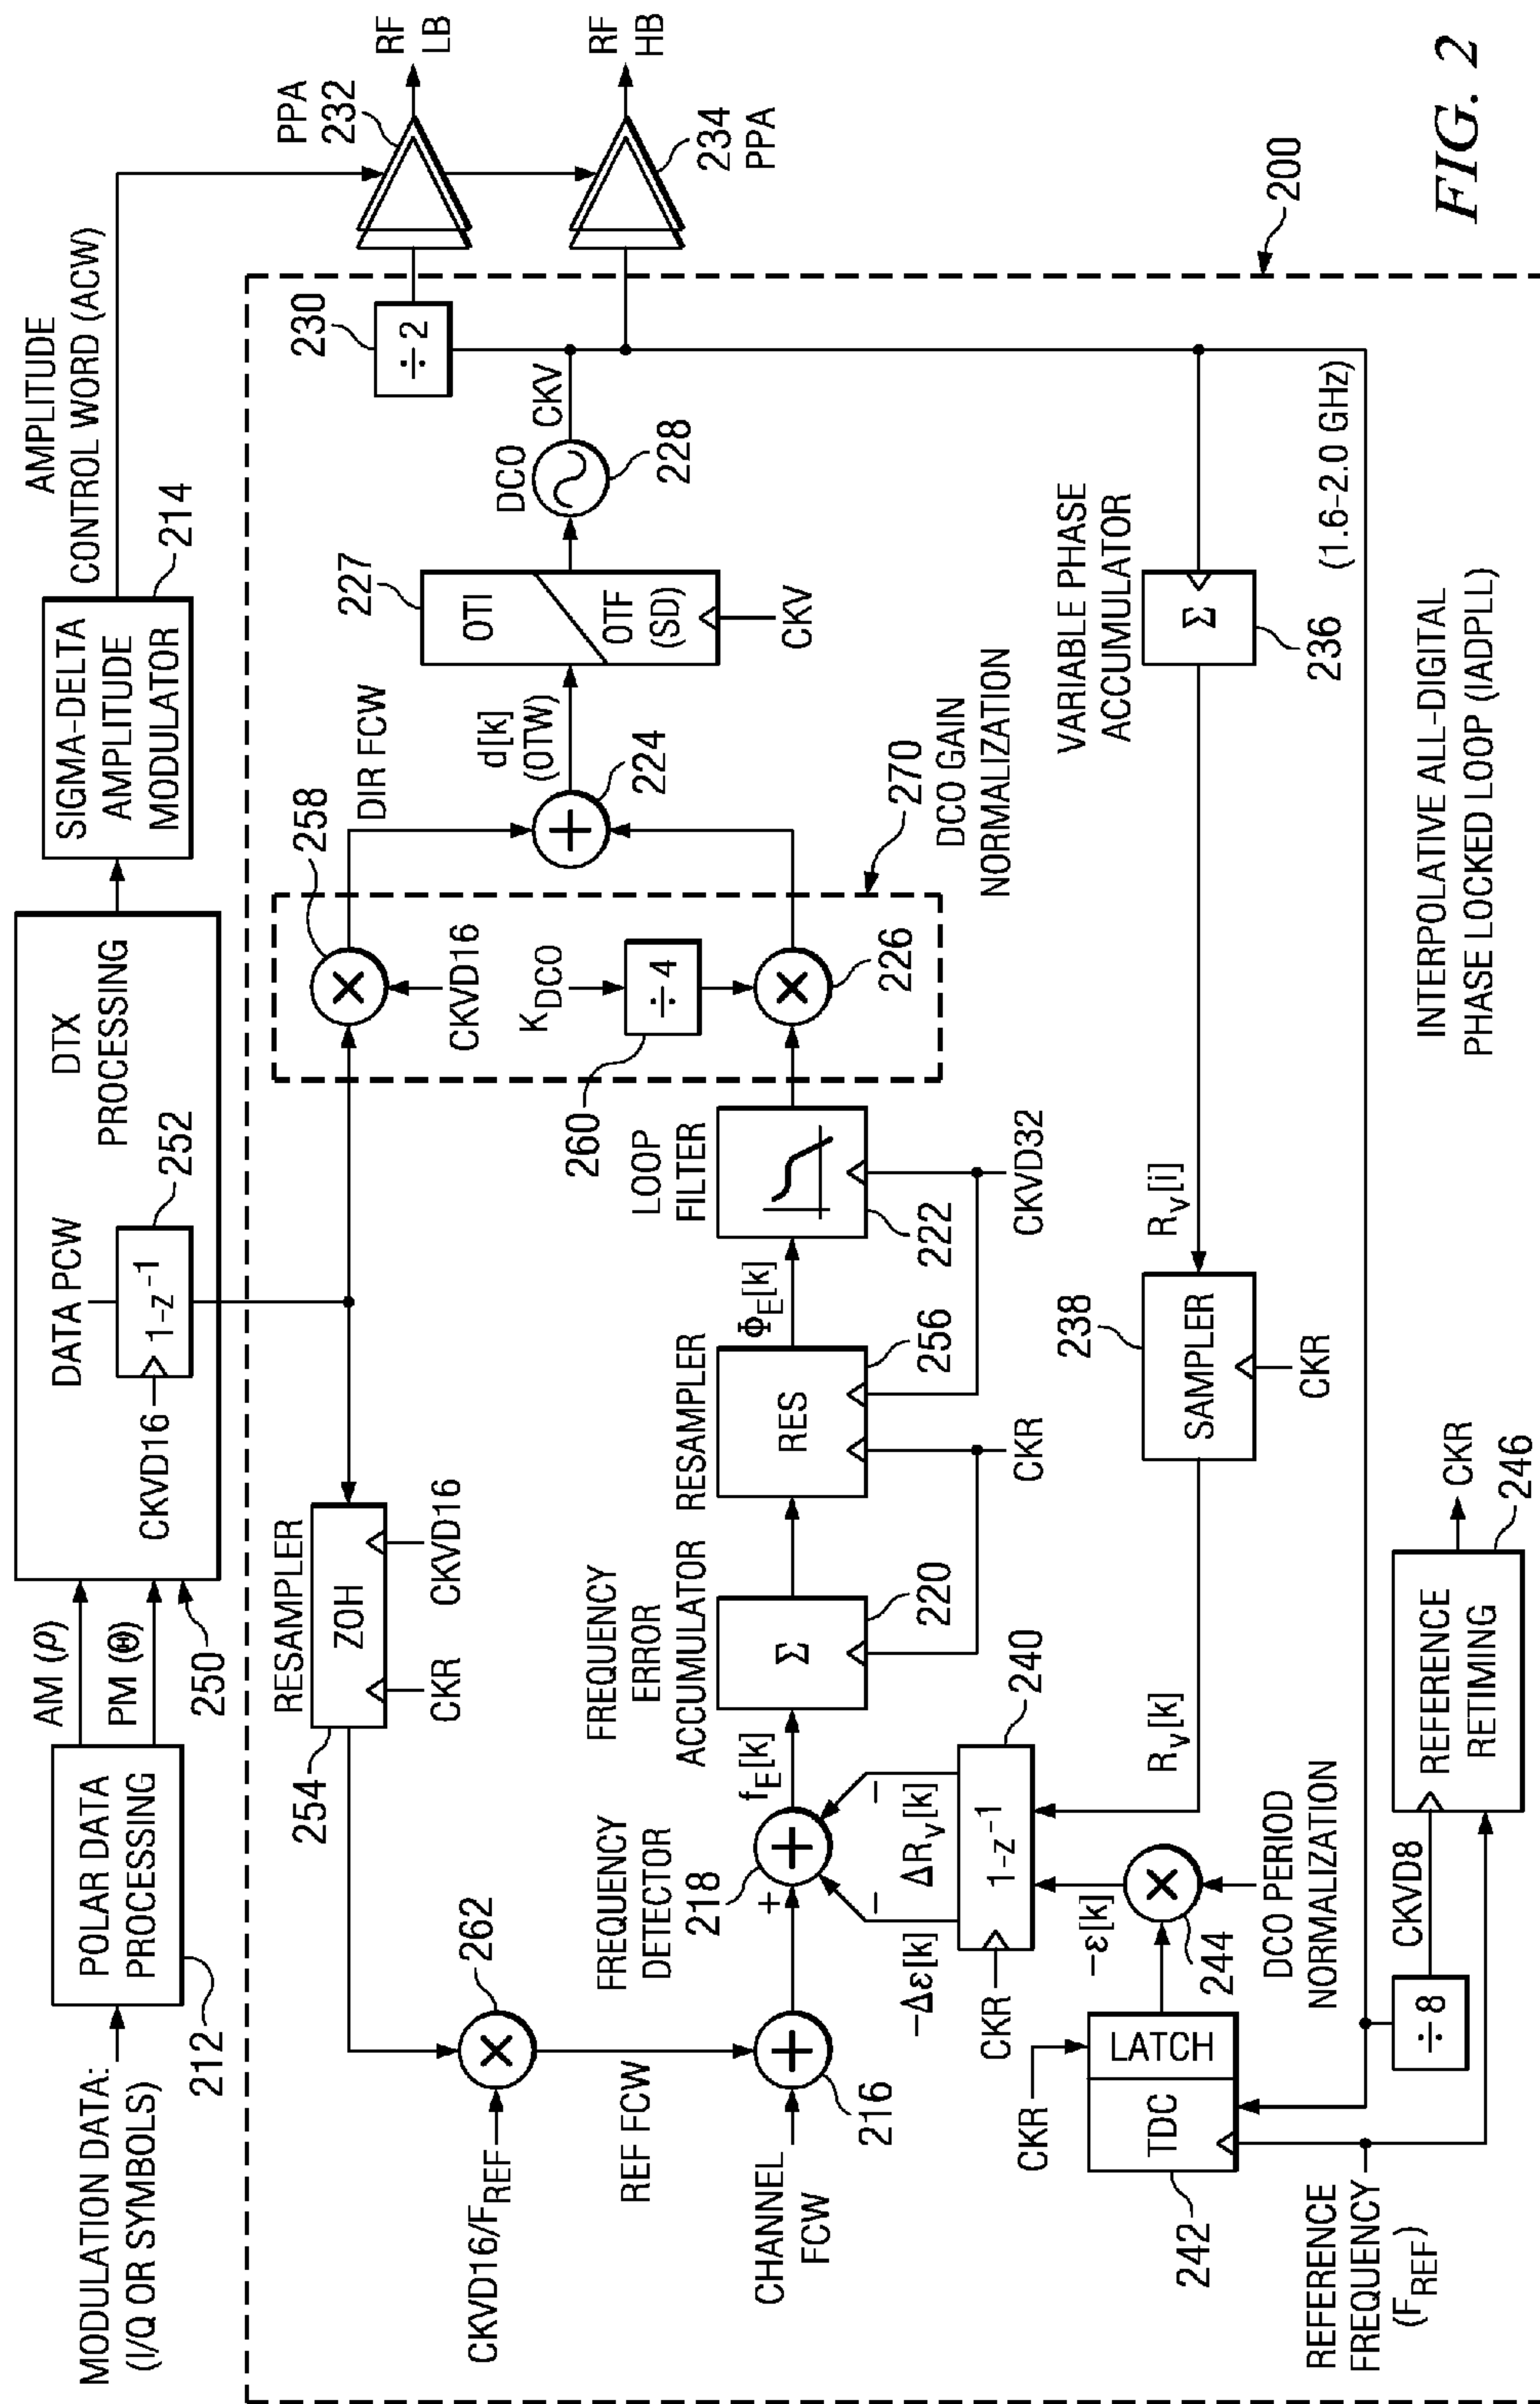 MODULATION DATA:
(I/Q OR SYMBOLS)
POLAR DATA
PROCESSING
212
AM (ρ)
PM (Θ)
250
DATA PCW
DTX
PROCESSING
CKVD16
1-z⁻¹
252
SIGMA-DELTA
AMPLITUDE
MODULATOR
214
AMPLITUDE
CONTROL WORD (ACW)
PPA
232
RF
LB
RF
HB
234
PPA
RESAMPLER
ZOH
254
CKR
CKVD16
258
CKVD16
K_DCO
÷4
260
226
270
DCO GAIN
NORMALIZATION
DIR FCW
d[k]
(OTW)
224
227
OTI
OTF
(SD)
CKV
DCO
228
CKV
230
÷2
200
CKVD16/F_REF
262
REF FCW
CHANNEL
FCW
216
FREQUENCY
DETECTOR
218
+
-
-
f_E[k]
FREQUENCY
ERROR
ACCUMULATOR
Σ
220
RESAMPLER
RES
256
CKR
Φ_E[k]
LOOP
FILTER
222
CKVD32
-Δε[k]
ΔR_v[k]
1-z⁻¹
240
CKR
R_v[k]
238
SAMPLER
CKR
R_v[i]
VARIABLE PHASE
ACCUMULATOR
Σ
236
(1.6-2.0 GHz)
CKR
TDC
LATCH
242
-ε[k]
244
DCO PERIOD
NORMALIZATION
REFERENCE
FREQUENCY
(F_REF)
÷8
CKVD8
REFERENCE
RETIMING
246
CKR
INTERPOLATIVE ALL-DIGITAL
PHASE LOCKED LOOP (IADPLL)
FIG. 2